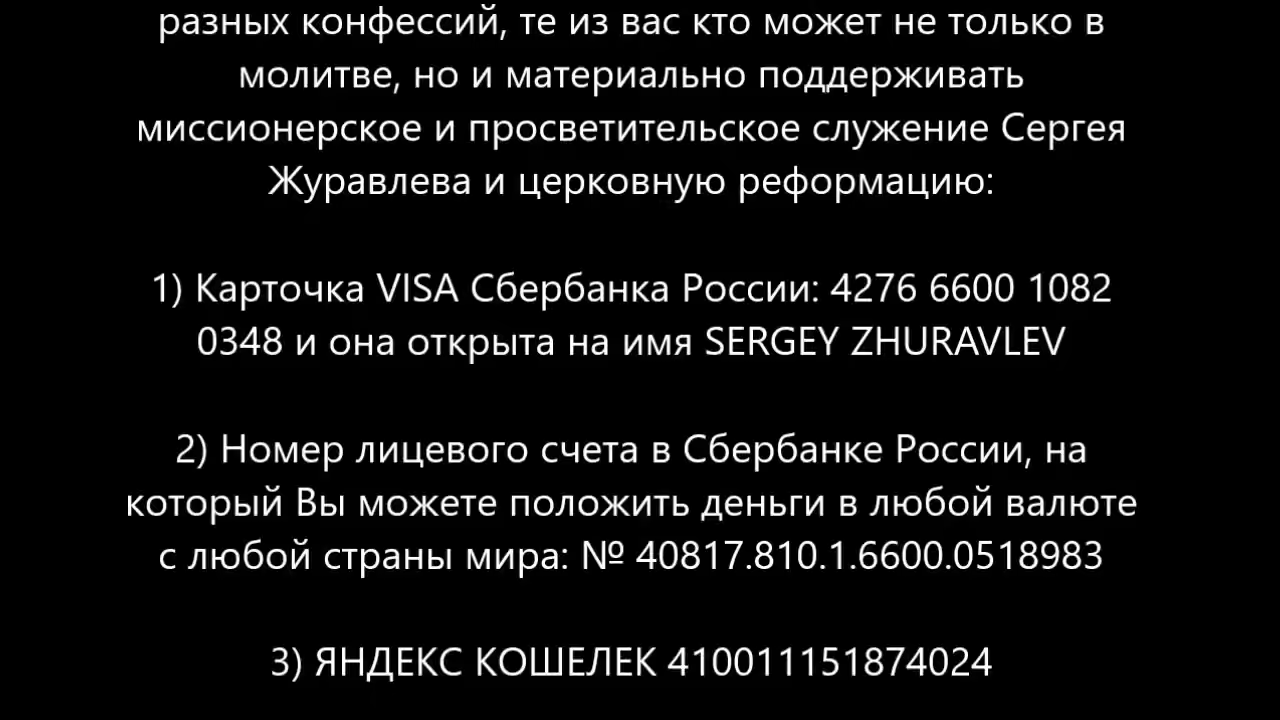 разных конфессий, те из вас кто может не только в
молитве, но и материально поддерживать
миссионерское и просветительское служение Сергея
Журавлева и церковную реформацию:
1) Карточка VISA Сбербанка России: 4276 6600 1082
0348 и она открыта на имя SERGEY ZHURAVLEV
2) Номер лицевого счета в Сбербанке России, на
который Вы можете положить деньги в любой валюте
с любой страны мира: № 40817.810.1.6600.0518983
3) ЯНДЕКС КОШЕЛЕК 410011151874024